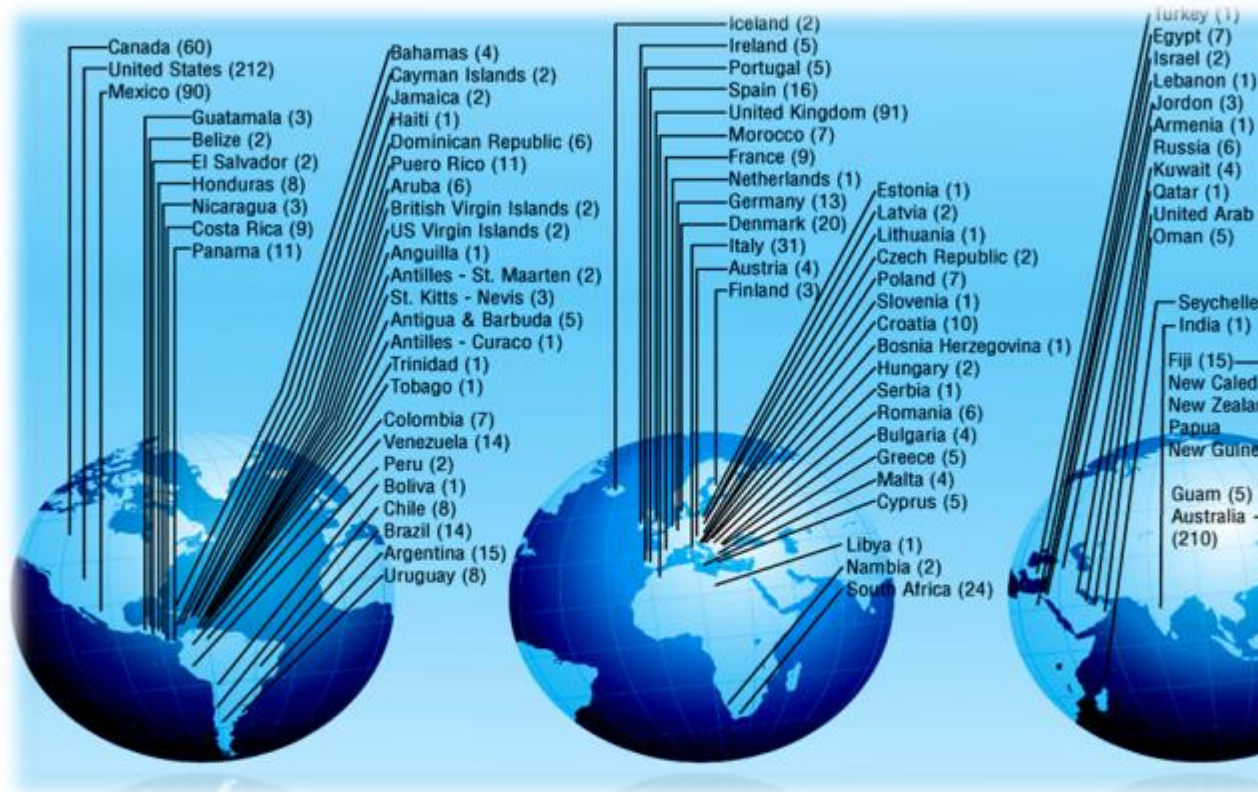 Canada (60)
United States (212)
Mexico (90)
Guatamala (3)
Belize (2)
El Salvador (2)
Honduras (8)
Nicaragua (3)
Costa Rica (9)
Panama (11)
Bahamas (4)
Cayman Islands (2)
Jamaica (2)
Haiti (1)
Dominican Republic (6)
Puero Rico (11)
Aruba (6)
British Virgin Islands (2)
US Virgin Islands (2)
Anguilla (1)
Antilles - St. Maarten (2)
St. Kitts - Nevis (3)
Antigua & Barbuda (5)
Antilles - Curaco (1)
Trinidad (1)
Tobago (1)
Colombia (7)
Venezuela (14)
Peru (2)
Boliva (1)
Chile (8)
Brazil (14)
Argentina (15)
Uruguay (8)
Iceland (2)
Ireland (5)
Portugal (5)
Spain (16)
United Kingdom (91)
Morocco (7)
France (9)
Netherlands (1)
Germany (13)
Denmark (20)
Italy (31)
Austria (4)
Finland (3)
Estonia (1)
Latvia (2)
Lithuania (1)
Czech Republic (2)
Poland (7)
Slovenia (1)
Croatia (10)
Bosnia Herzegovina (1)
Hungary (2)
Serbia (1)
Romania (6)
Bulgaria (4)
Greece (5)
Malta (4)
Cyprus (5)
Libya (1)
Nambia (2)
South Africa (24)
Turkey (1)
Egypt (7)
Israel (2)
Lebanon (1)
Jordon (3)
Armenia (1)
Russia (6)
Kuwait (4)
Qatar (1)
United Arab
Oman (5)
Seychelle
India (1)
Fiji (15)
New Caled
New Zeala
Papua
New Guine
Guam (5)
Australia -
(210)